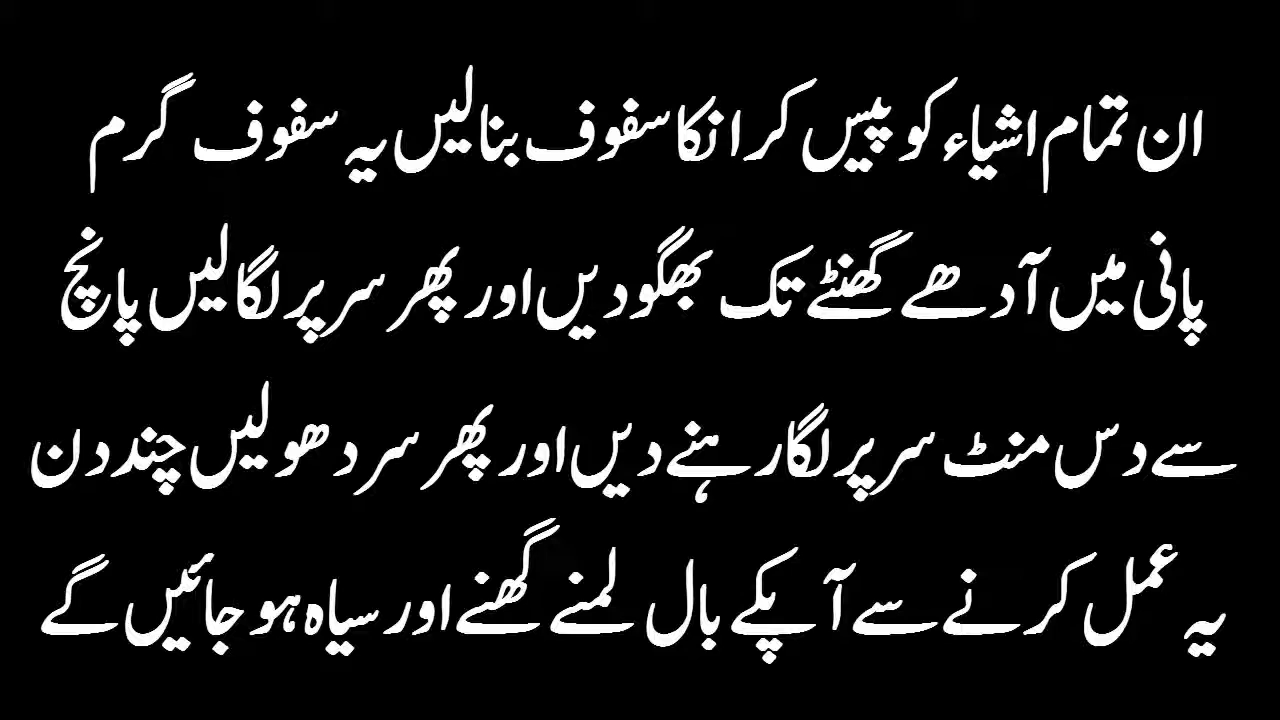 ان تمام اشیاء کو پیس کر انکا سفوف بنالیں یہ سفوف گرم
پانی میں آدھے گھنٹے تک بھگودیں اور پھر سر پر لگالیں پانچ
سے دس منٹ سر پر لگا رہنے دیں اور پھر سر دھولیں چند دن
یہ عمل کرنے سے آپکے بال لمنے گھنے اور سیاہ ہو جائیں گے